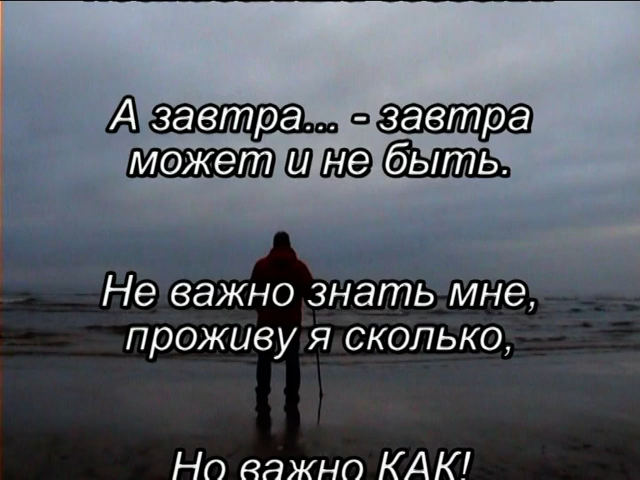 А завтра... - завтра
может и не быть.
Не важно знать мне,
проживу я сколько,
Но важно КАК!